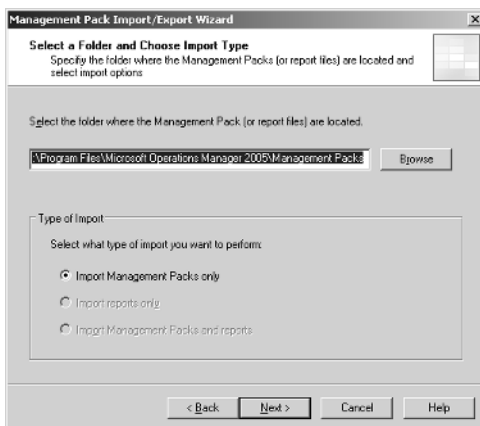 Management Pack Import/Export Wizard
Select a Folder and Choose Import Type
Specify the folder where the Management Packs (or report files) are located and
select import options
Select the folder where the Management Pack (or report files) are located.
:\Program Files\Microsoft Operations Manager 2005\Management Packs
Browse
Type of Import
Select what type of import you want to perform:
Import Management Packs only
Import reports only
Import Management Packs and reports
< Back
Next >
Cancel
Help